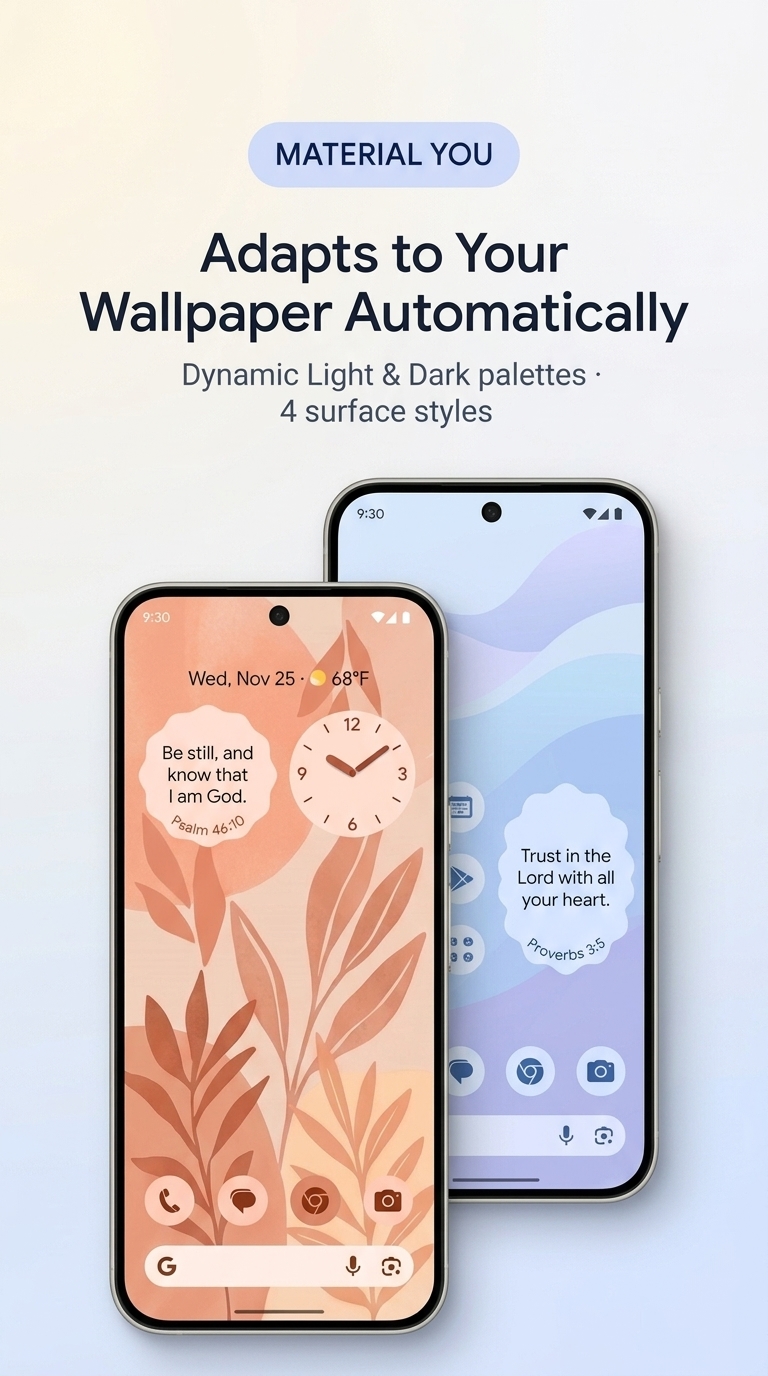 MATERIAL YOU
Adapts to Your
Wallpaper Automatically
Dynamic Light & Dark palettes ·
4 surface styles
9:30
9:30
Wed, Nov 25 · 68°F
Be still, and
know that
I am God.
Psalm 46:10
12
9
3
6
Trust in the
Lord with all
your heart.
Proverbs 3:5
G